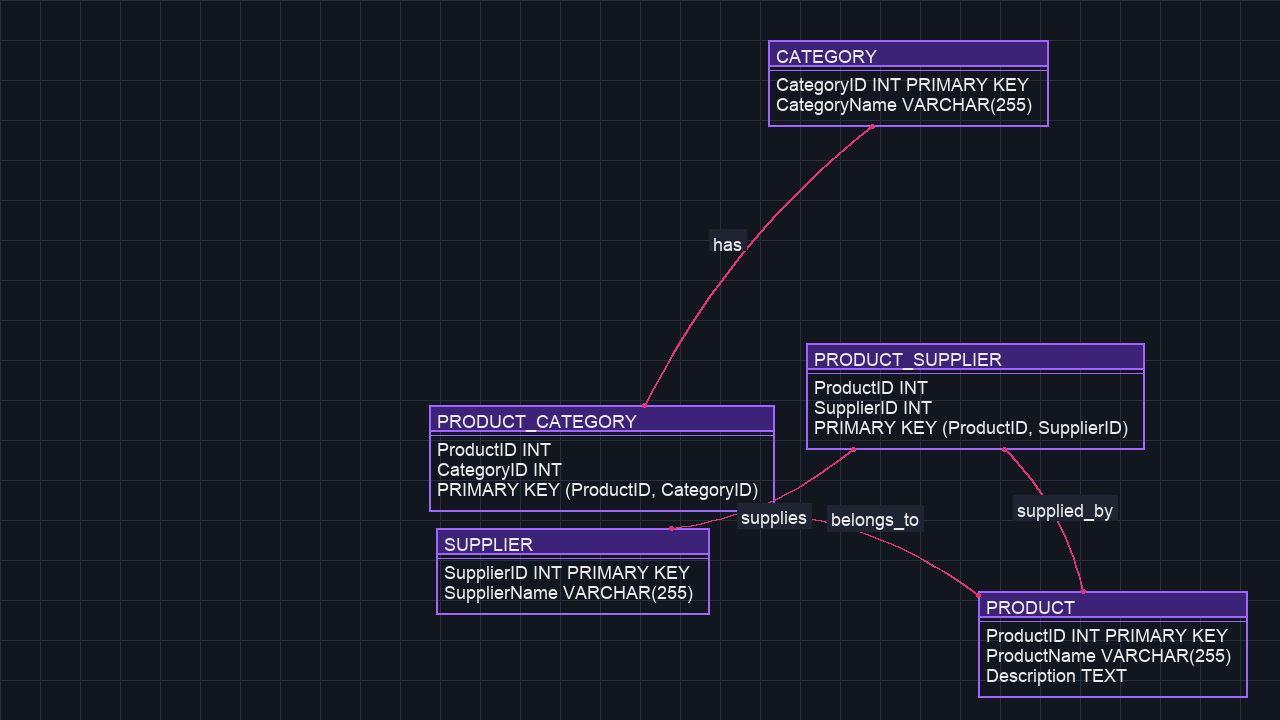 CATEGORY
CategoryID INT PRIMARY KEY
CategoryName VARCHAR(255)
has
PRODUCT_SUPPLIER
ProductID INT
SupplierID INT
PRIMARY KEY (ProductID, SupplierID)
PRODUCT_CATEGORY
ProductID INT
CategoryID INT
PRIMARY KEY (ProductID, CategoryID)
supplies
belongs_to
supplied_by
SUPPLIER
SupplierID INT PRIMARY KEY
SupplierName VARCHAR(255)
PRODUCT
ProductID INT PRIMARY KEY
ProductName VARCHAR(255)
Description TEXT